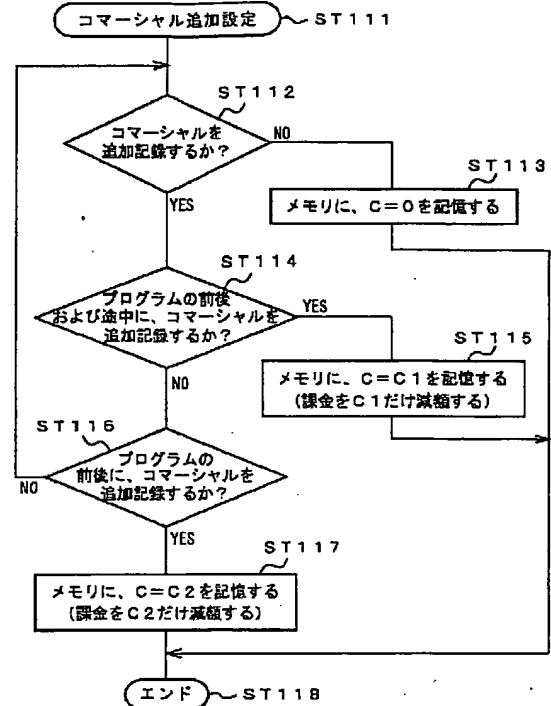 コマーシャル追加設定
ST111
ST112
コマーシャルを
追加記録するか?
NO
YES
ST113
メモリに、C=0を記憶する
ST114
プログラムの前後
および途中に、コマーシャルを
追加記録するか?
YES
NO
ST115
メモリに、C=C1を記憶する
(課金をC1だけ減額する)
ST116
プログラムの
前後に、コマーシャルを
追加記録するか?
NO
YES
ST117
メモリに、C=C2を記憶する
(課金をC2だけ減額する)
エンド
ST118